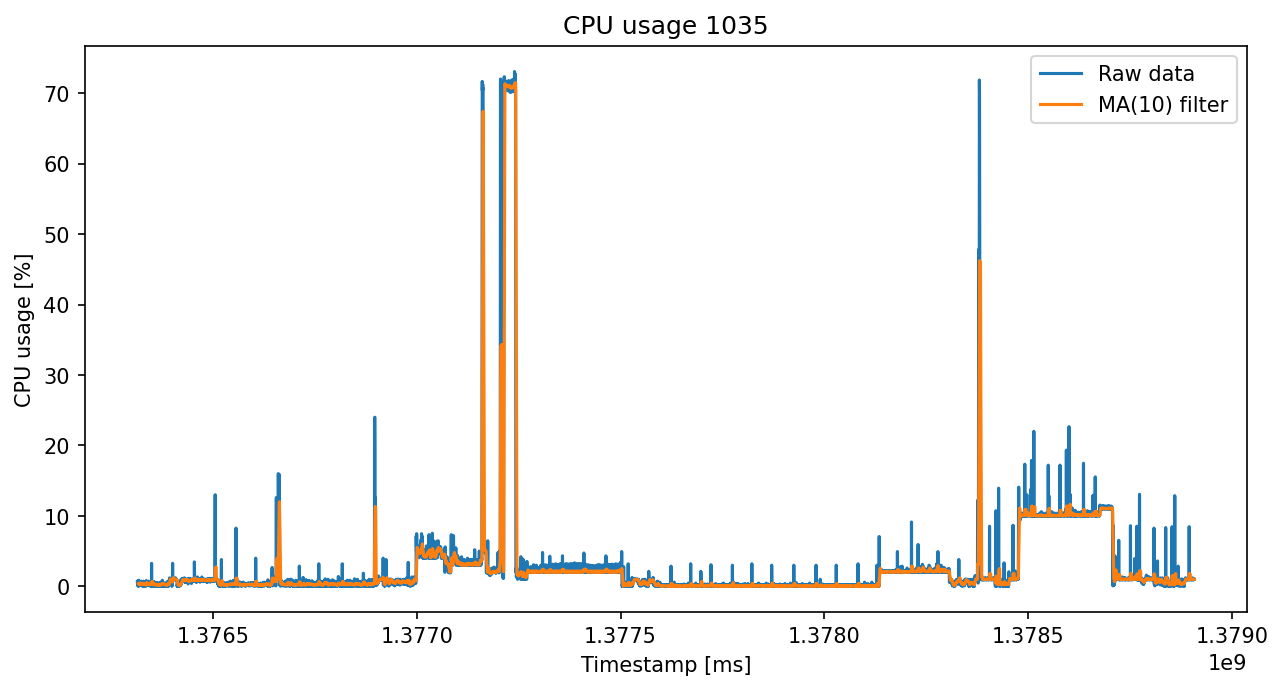 CPU usage 1035
Raw data
MA(10) filter
CPU usage [%]
70
60
50
40
30
20
10
0
1.3765 1.3770 1.3775 1.3780 1.3785 1.3790
1e9
Timestamp [ms]